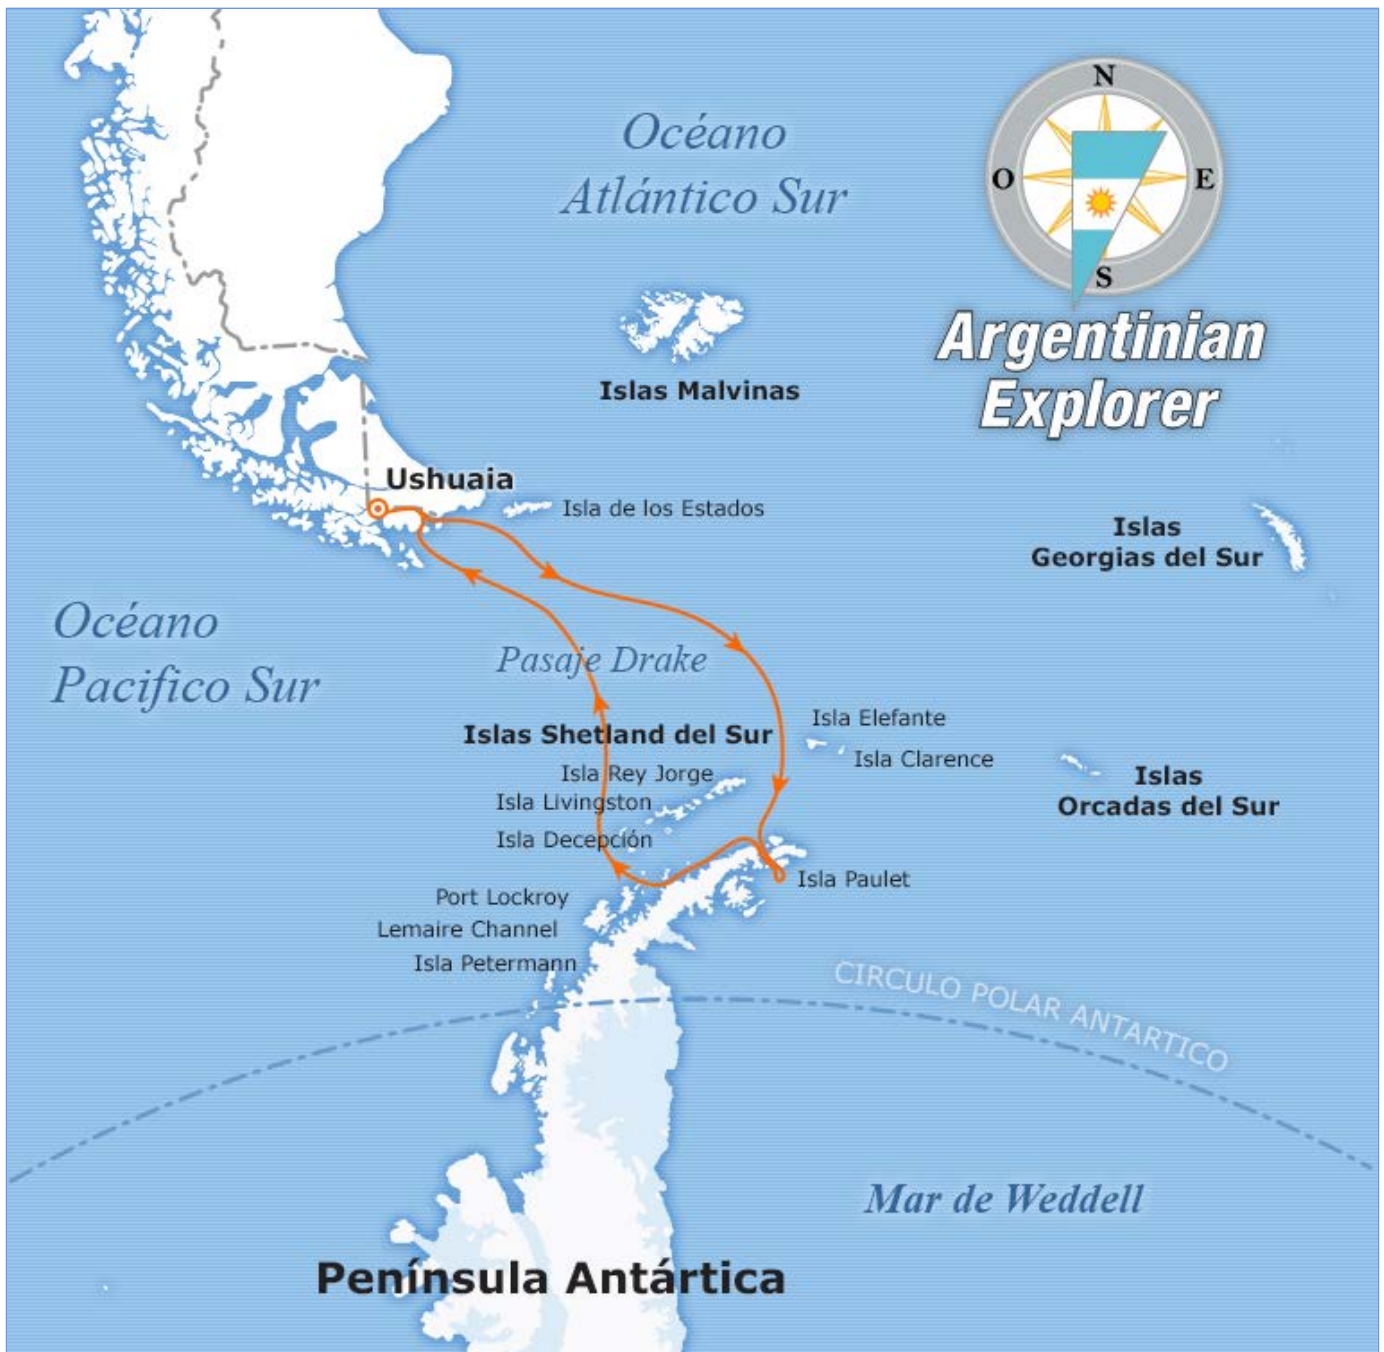 N
Océano
Atlántico Sur
O
E
S
Argentinian
Explorer
Islas Malvinas
Ushuaia
Isla de los Estados
Islas
Georgias del Sur
Océano
Pacifico Sur
Pasaje Drake
Isla Elefante
Islas Shetland del Sur
Isla Clarence
Isla Rey Jorge
Islas
Orcadas del Sur
Isla Livingston
Isla Decepción
Isla Paulet
Port Lockroy
Lemaire Channel
Isla Petermann
CIRCULO POLAR ANTARTICO
Mar de Weddell
Península Antártica